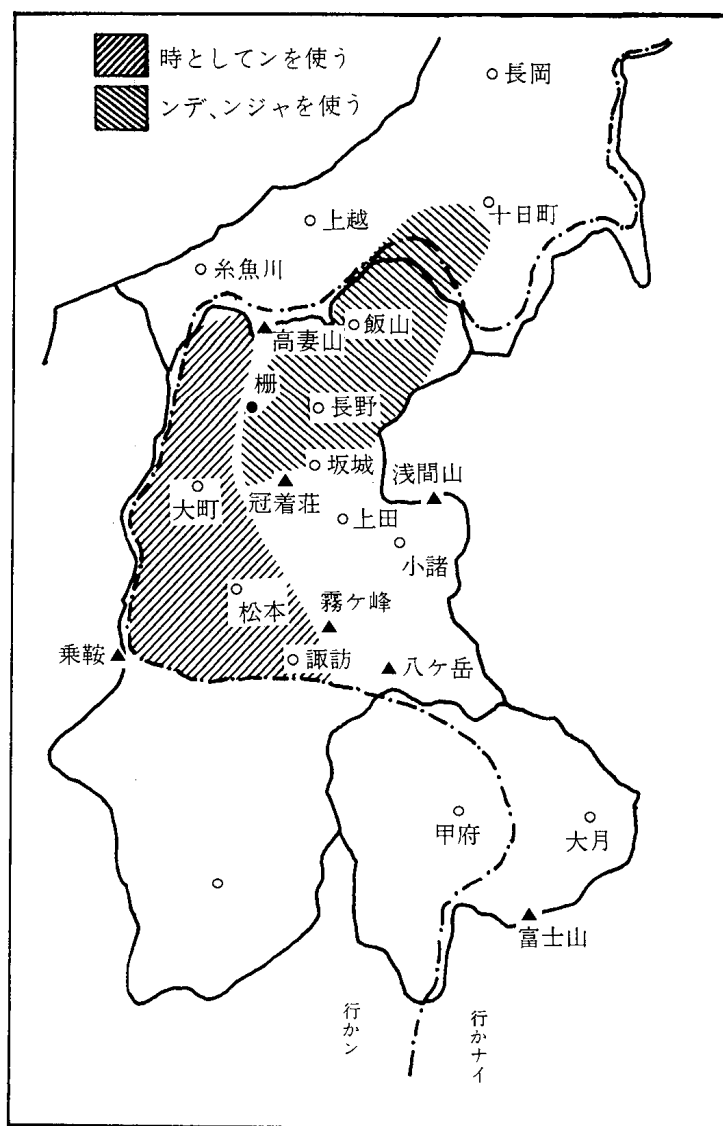 時としてンを使う
ンデ、ンジャを使う
長岡
十日町
上越
糸魚川
高妻山
飯山
柵
長野
坂城
浅間山
冠着荘
大町
上田
小諸
松本
霧ケ峰
乗鞍
諏訪
八ケ岳
甲府
大月
富士山
行かン
行かナイ